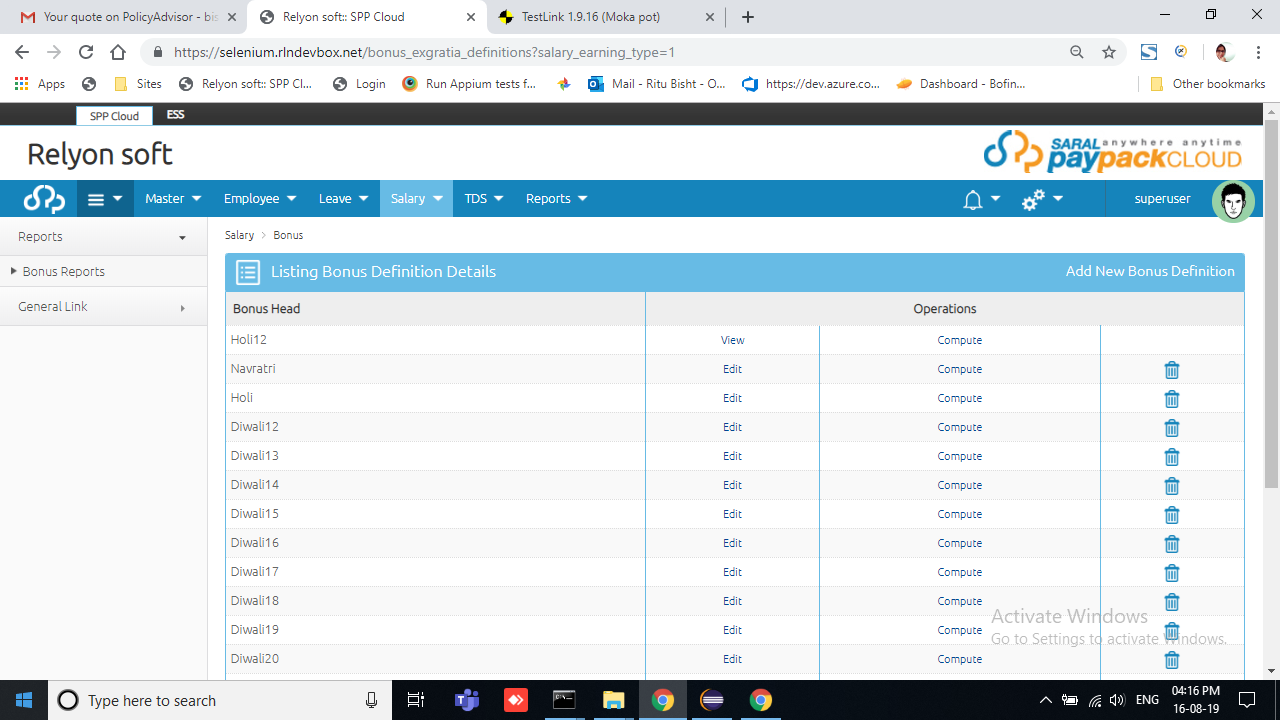 Your quote on PolicyAdvisor - bis
Relyon soft:: SPP Cloud
TestLink 1.9.16 (Moka pot)
https://selenium.rlhdevbox.net/bonus_exgratia_definitions?salary_earning_type=1
Apps
Sites
Relyon soft:: SPP Cl...
Login
Run Appium tests f...
Mail - Ritu Bisht - O...
https://dev.azure.co...
Dashboard - Bofin...
Other bookmarks
SPP Cloud
ESS
Relyon soft
SARAL anywhere anytime
paypackCLOUD
Master
Employee
Leave
Salary
TDS
Reports
superuser
Reports
Bonus Reports
General Link
Salary > Bonus
Listing Bonus Definition Details
Add New Bonus Definition
Bonus Head Operations
Holi12 View Compute
Navratri Edit Compute
Holi Edit Compute
Diwali12 Edit Compute
Diwali13 Edit Compute
Diwali14 Edit Compute
Diwali15 Edit Compute
Diwali16 Edit Compute
Diwali17 Edit Compute
Diwali18 Edit Compute
Diwali19 Edit Compute
Diwali20 Edit Compute
Activate Windows
Go to Settings to activate Windows.
Type here to search
ENG
04:16 PM
16-08-19